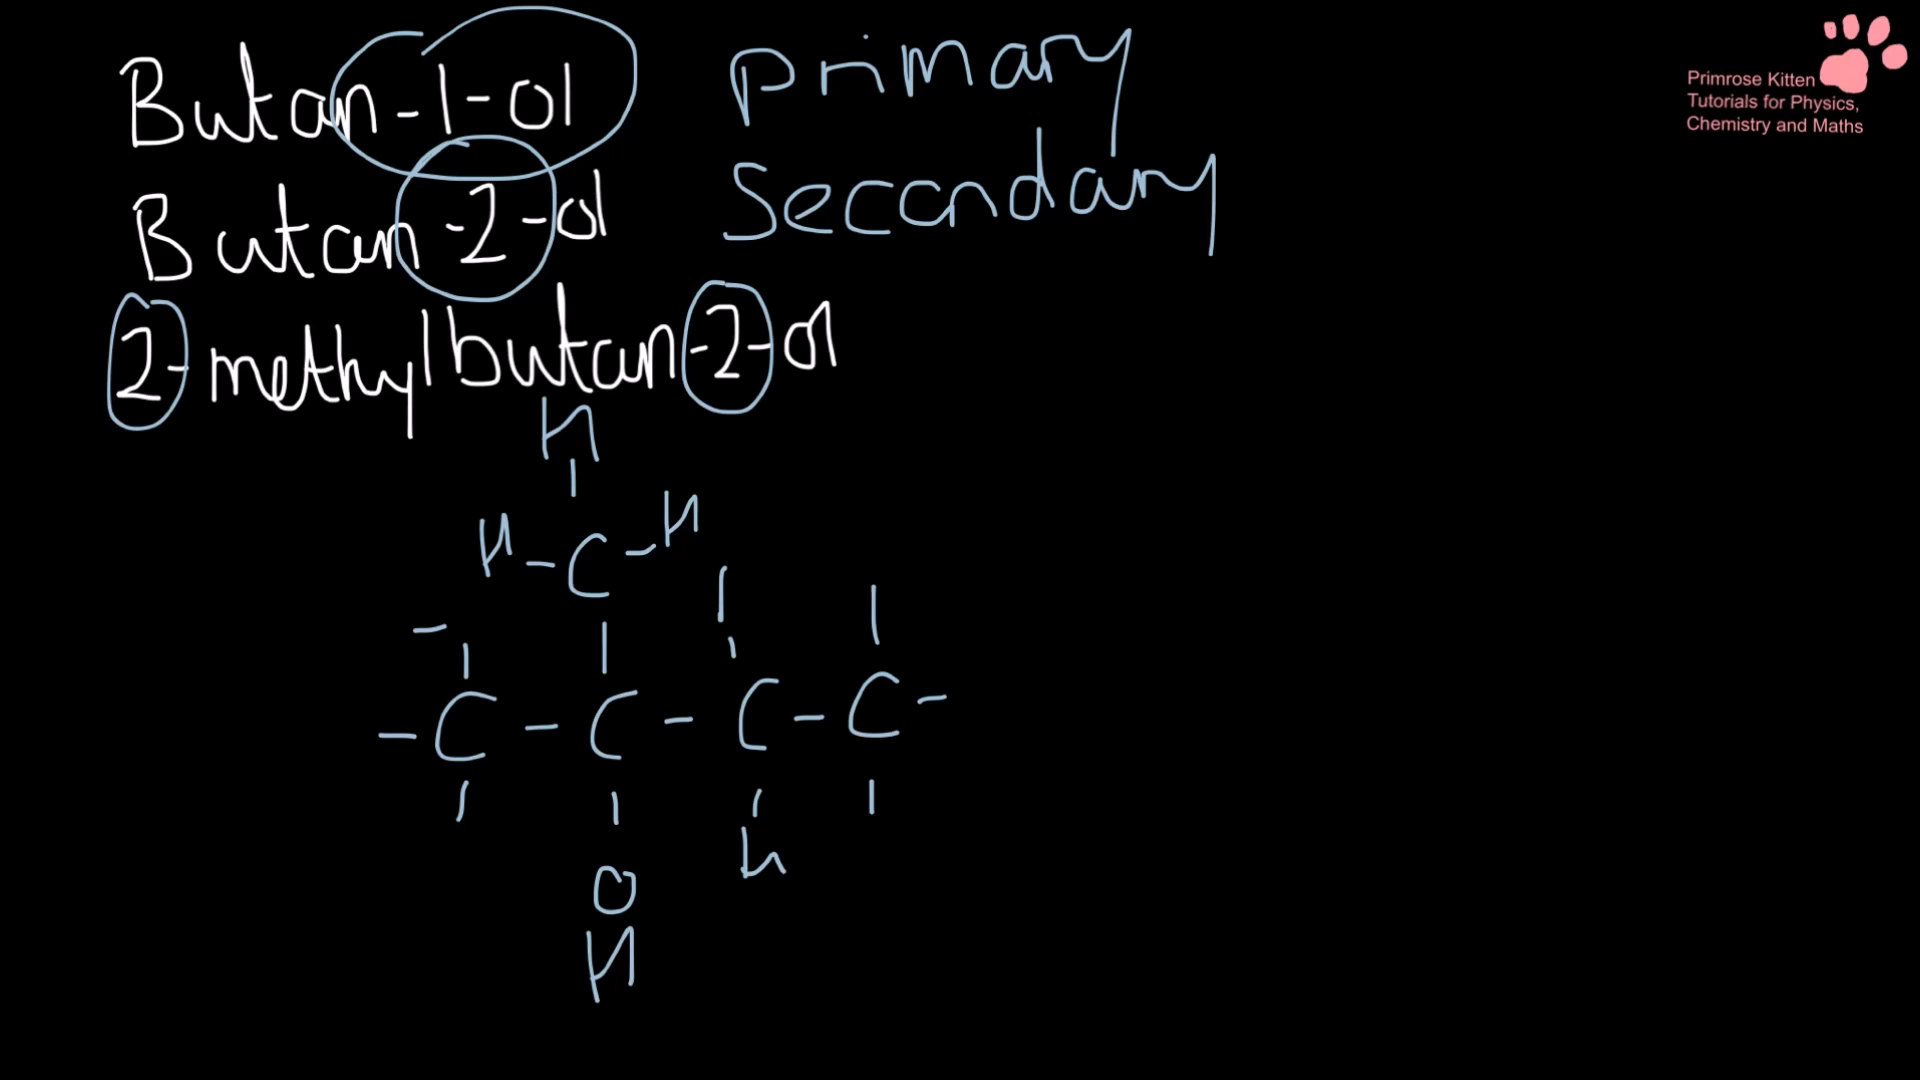 Butan-1-ol Primary
Butan-2-ol Secondary
2-methylbutan-2-ol
H
H-C-H
-C-C-C-C-
O H
H
Primrose Kitten
Tutorials for Physics,
Chemistry and Maths